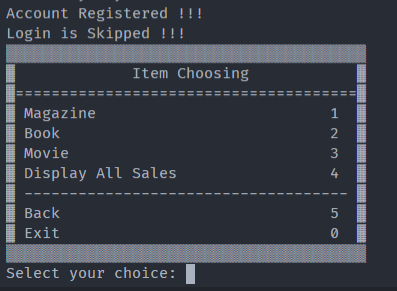 Account Registered !!!
Login is Skipped !!!
Item Choosing
=====================================
Magazine 1
Book 2
Movie 3
Display All Sales 4
-----------------------------------
Back 5
Exit 0
Select your choice: